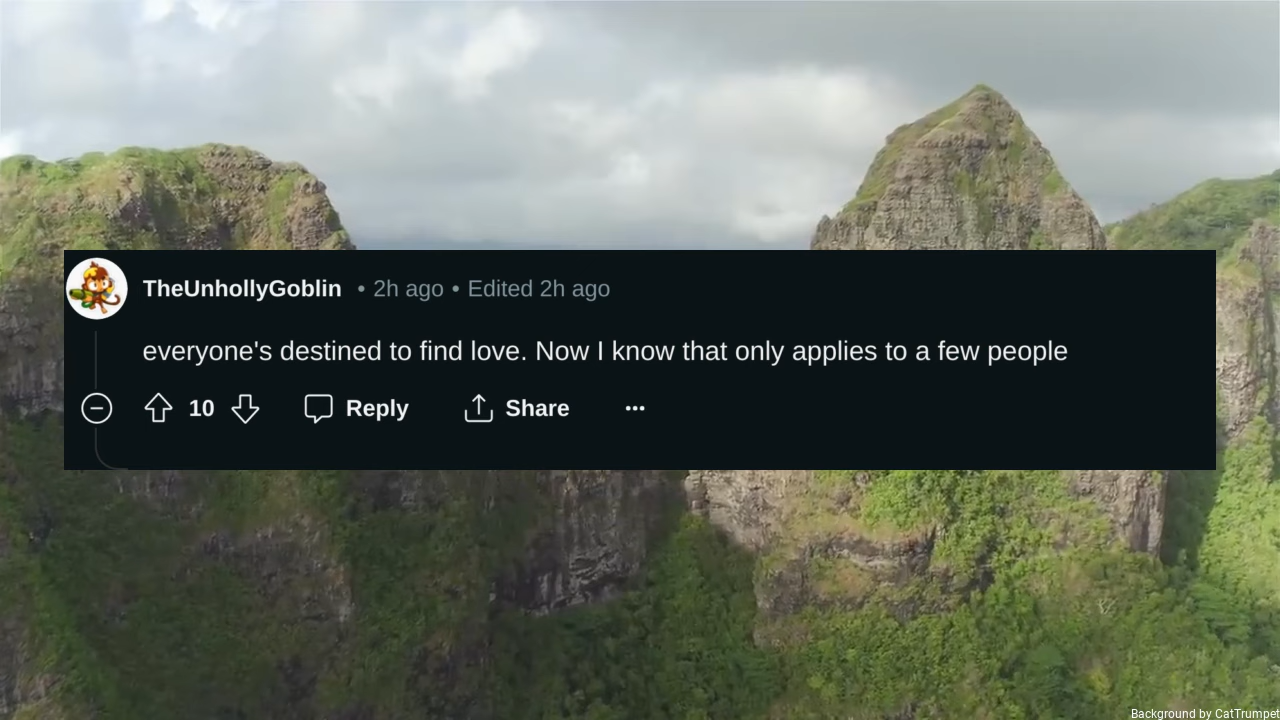 TheUnhollyGoblin • 2h ago • Edited 2h ago
everyone's destined to find love. Now I know that only applies to a few people
10 Reply Share
Background by CatTrumpet